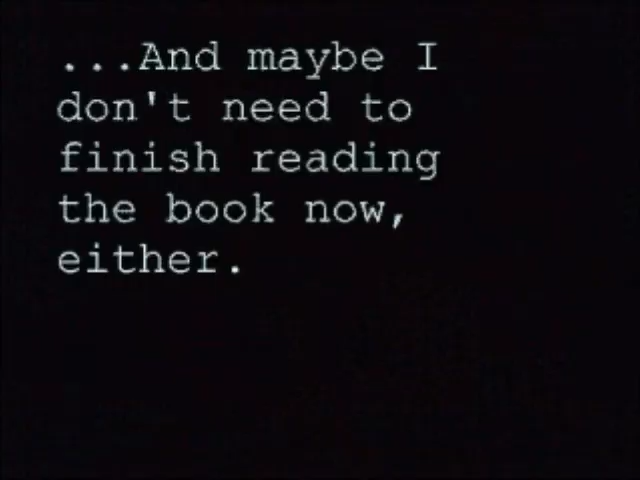 ...And maybe I
don't need to
finish reading
the book now,
either.